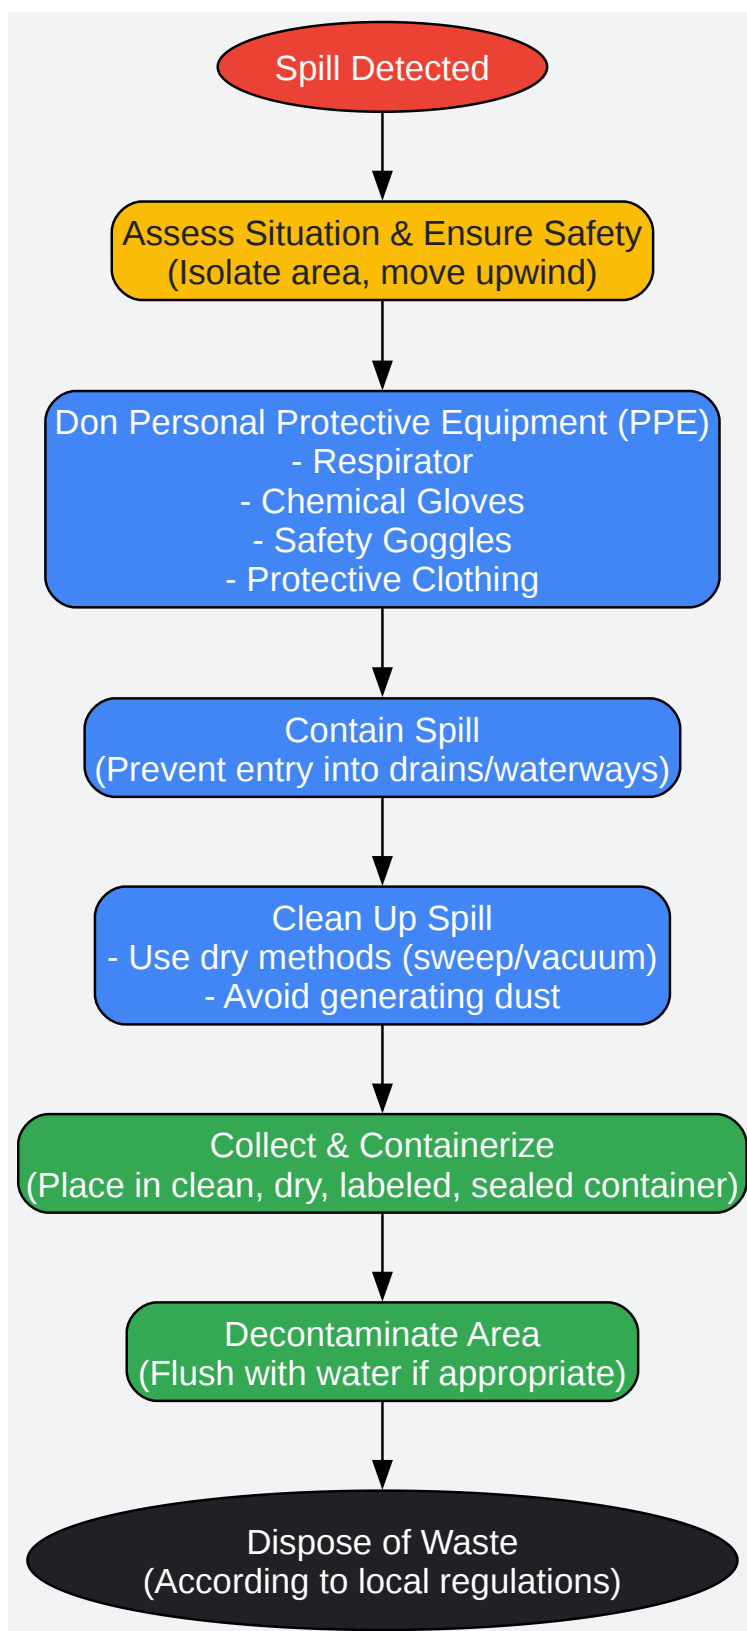 Spill Detected
Assess Situation & Ensure Safety
(Isolate area, move upwind)
Don Personal Protective Equipment (PPE)
- Respirator
- Chemical Gloves
- Safety Goggles
- Protective Clothing
Contain Spill
(Prevent entry into drains/waterways)
Clean Up Spill
- Use dry methods (sweep/vacuum)
- Avoid generating dust
Collect & Containerize
(Place in clean, dry, labeled, sealed container)
Decontaminate Area
(Flush with water if appropriate)
Dispose of Waste
(According to local regulations)